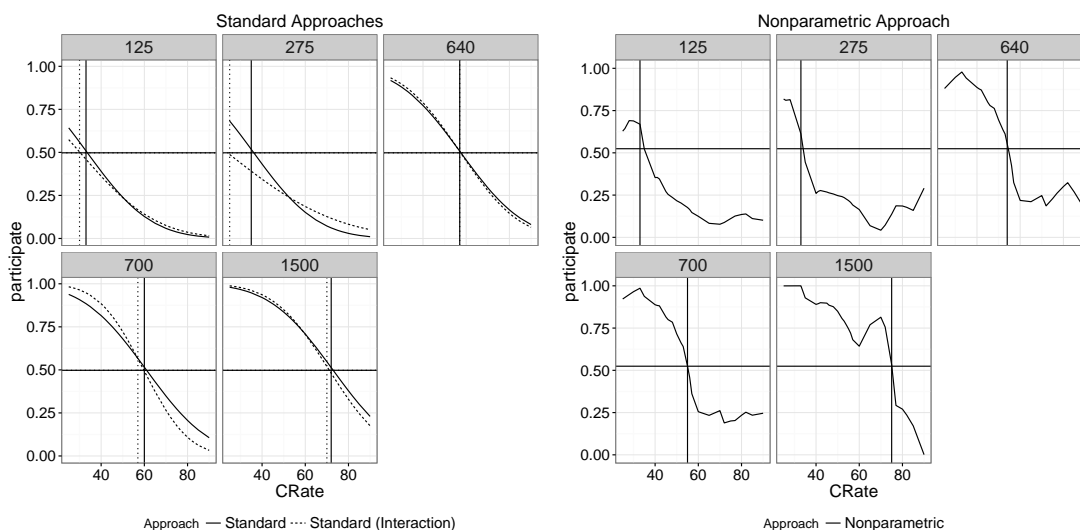 Standard Approaches
125 275 640
1.00
0.75
0.50
0.25
0.00
700 1500
1.00
0.75
0.50
0.25
0.00
participate
40 60 80 40 60 80
CRate
Approach Standard Standard (Interaction)
Nonparametric Approach
125 275 640
1.00
0.75
0.50
0.25
0.00
700 1500
1.00
0.75
0.50
0.25
0.00
participate
40 60 80 40 60 80
CRate
Approach Nonparametric